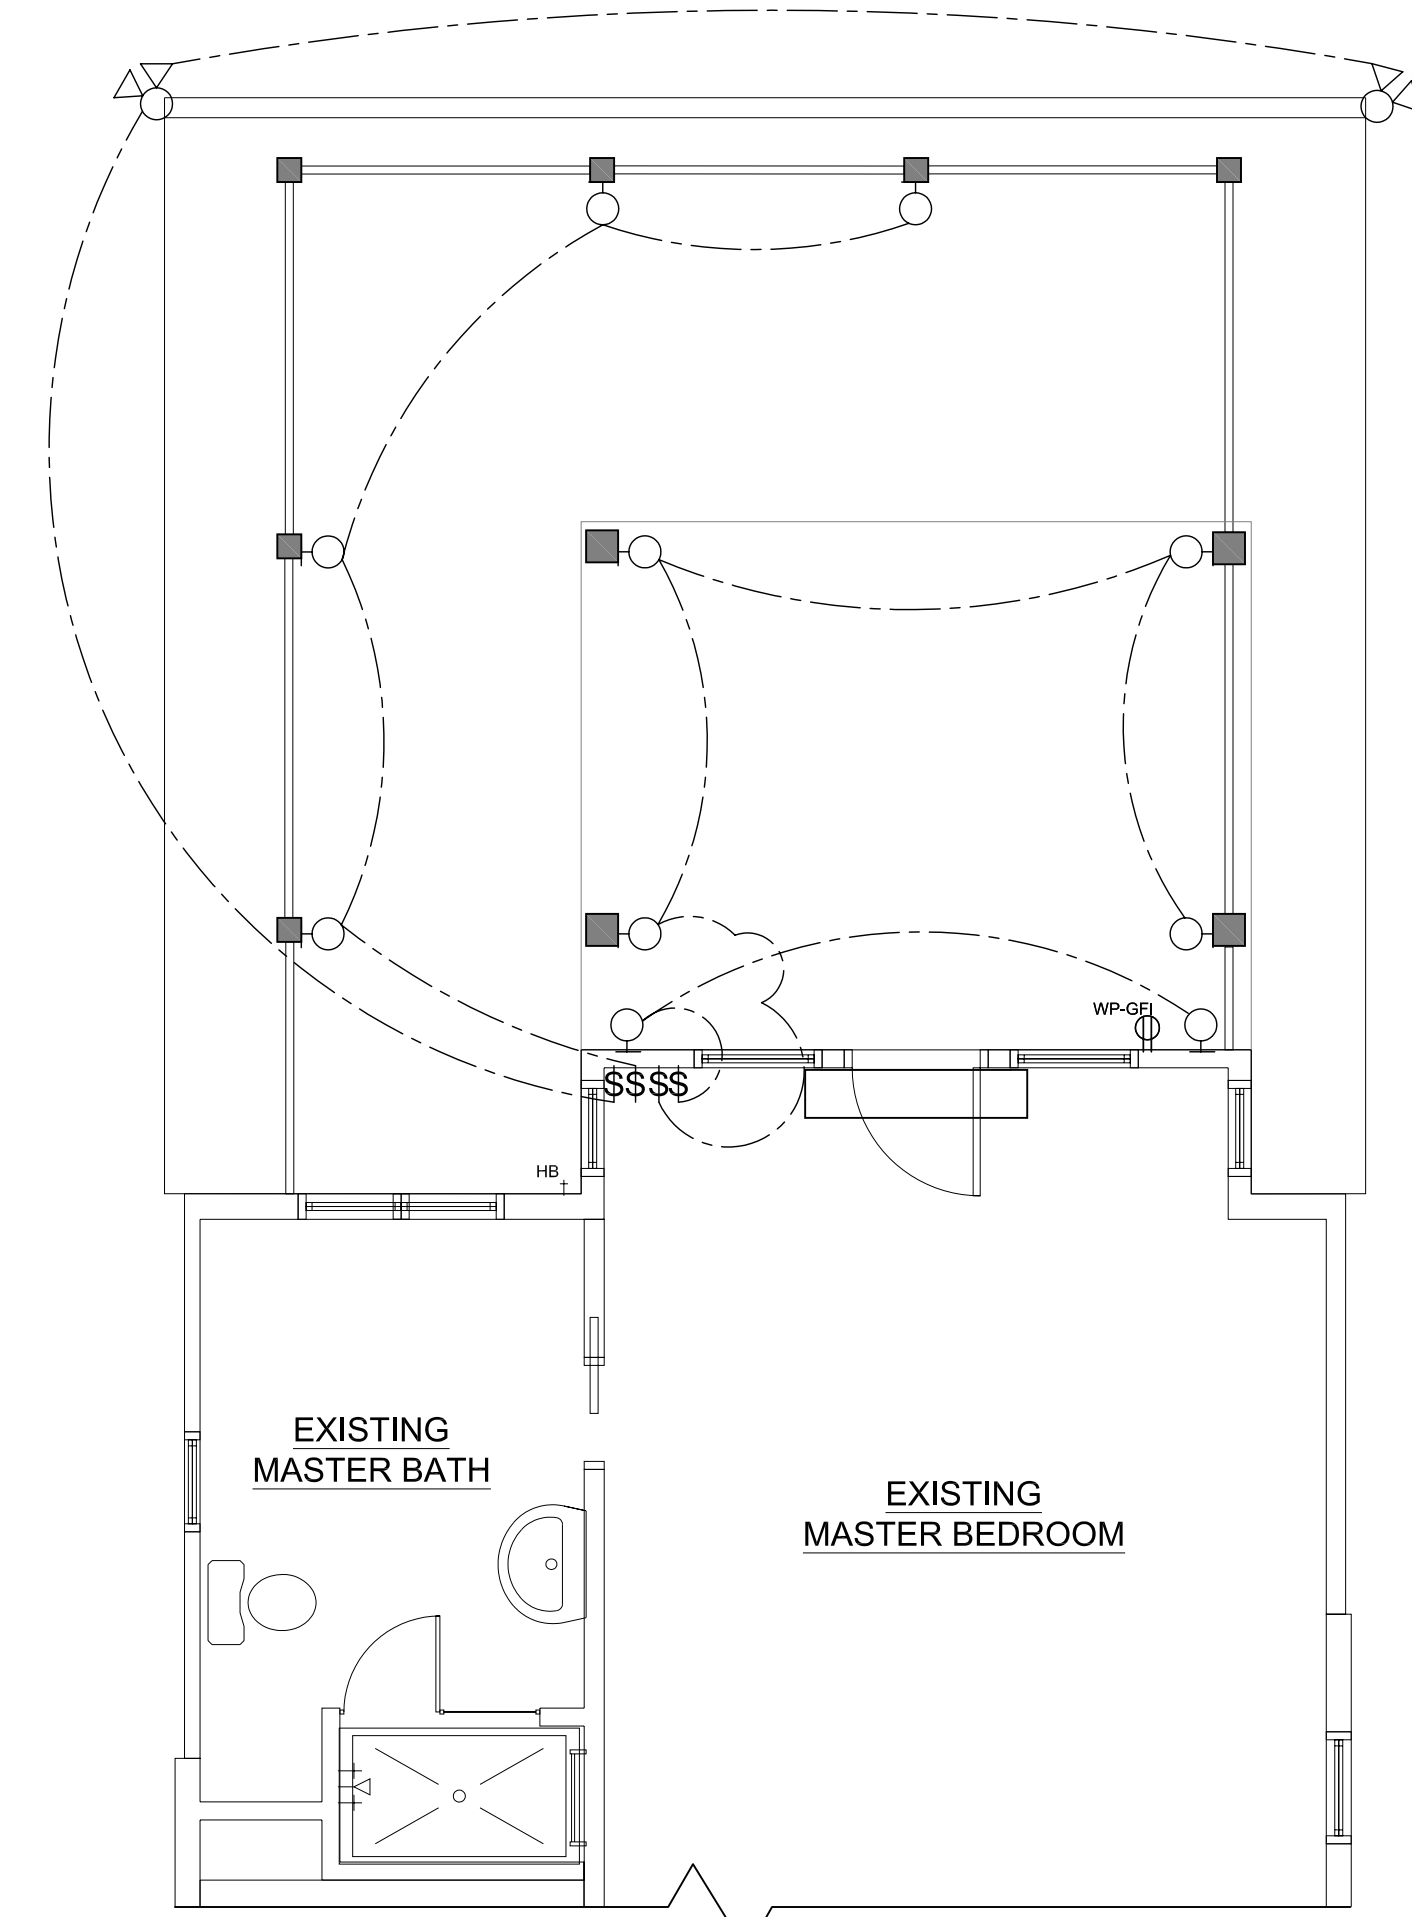 WP-GFI
$$ $$
HB
EXISTING
MASTER BATH
EXISTING
MASTER BEDROOM